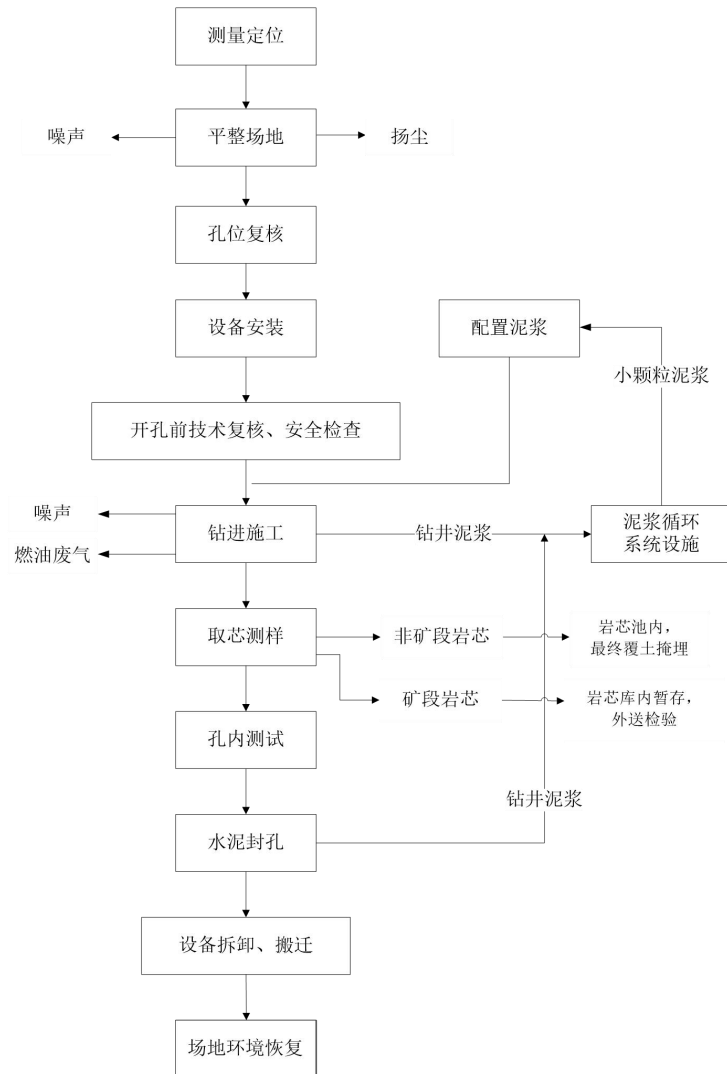 测量定位
噪声
平整场地
扬尘
孔位复核
设备安装
配置泥浆
小颗粒泥浆
开孔前技术复核、安全检查
噪声
燃油废气
钻进施工
钻井泥浆
泥浆循环
系统设施
取芯测样
非矿段岩芯
岩芯池内，
最终覆土掩埋
矿段岩芯
岩芯库内暂存，
外送检验
孔内测试
钻井泥浆
水泥封孔
设备拆卸、搬迁
场地环境恢复